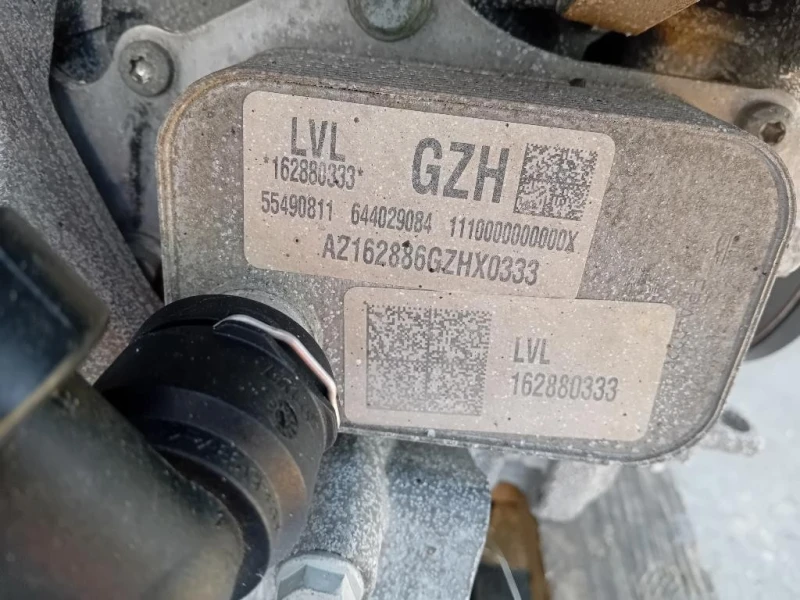 LVL
GZH
*162880333*
55490811 644029084 1110000000000X
AZ162886GZHX0333
LVL
162880333